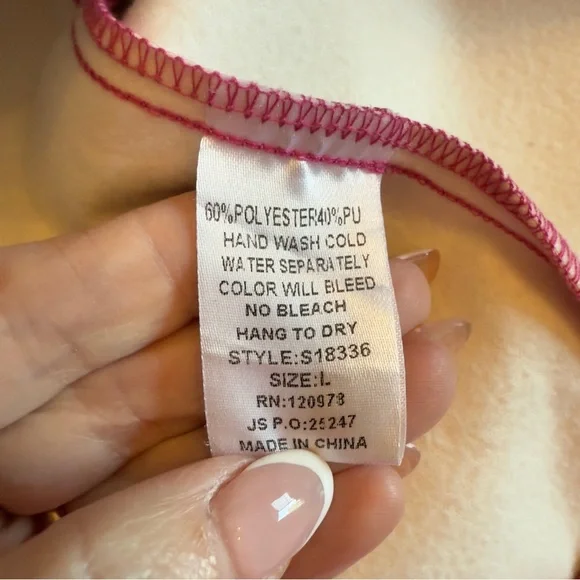 60%POLYESTER40%PU
HAND WASH COLD
WATER SEPARATELY
COLOR WILL BLEED
NO BLEACH
HANG TO DRY
STYLE:S18336
SIZE:L
RN:120978
JS P.O:25247
MADE IN CHINA